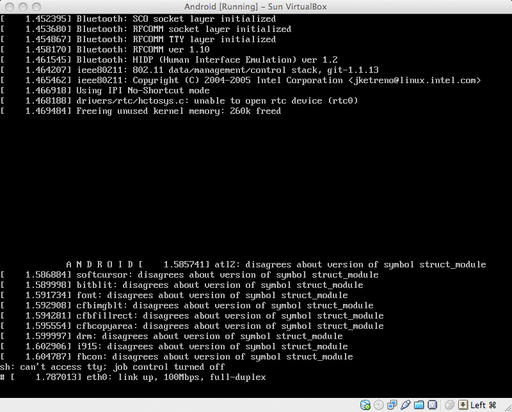 Android [Running] – Sun VirtualBox
[    1.452395] Bluetooth: SCO socket layer initialized
[    1.453680] Bluetooth: RFCOMM socket layer initialized
[    1.454867] Bluetooth: RFCOMM TTY layer initialized
[    1.458170] Bluetooth: RFCOMM ver 1.10
[    1.461545] Bluetooth: HIDP (Human Interface Emulation) ver 1.2
[    1.464207] ieee80211: 802.11 data/management/control stack, git-1.1.13
[    1.465462] ieee80211: Copyright (C) 2004-2005 Intel Corporation <jketreno@linux.intel.com>
[    1.466918] Using IPI No-Shortcut mode
[    1.468188] drivers/rtc/hctosys.c: unable to open rtc device (rtc0)
[    1.469484] Freeing unused kernel memory: 260k freed
A N D R O I D [    1.585741] atl2: disagrees about version of symbol struct_module
[    1.586884] softcursor: disagrees about version of symbol struct_module
[    1.589998] bitblit: disagrees about version of symbol struct_module
[    1.591734] font: disagrees about version of symbol struct_module
[    1.592908] cfbimgblt: disagrees about version of symbol struct_module
[    1.594281] cfbfillrect: disagrees about version of symbol struct_module
[    1.595554] cfbcopyarea: disagrees about version of symbol struct_module
[    1.599997] drm: disagrees about version of symbol struct_module
[    1.602906] i915: disagrees about version of symbol struct_module
[    1.604787] fbcon: disagrees about version of symbol struct_module
sh: can't access tty; job control turned off
# [    1.787013] eth0: link up, 100Mbps, full-duplex
Left ⌘